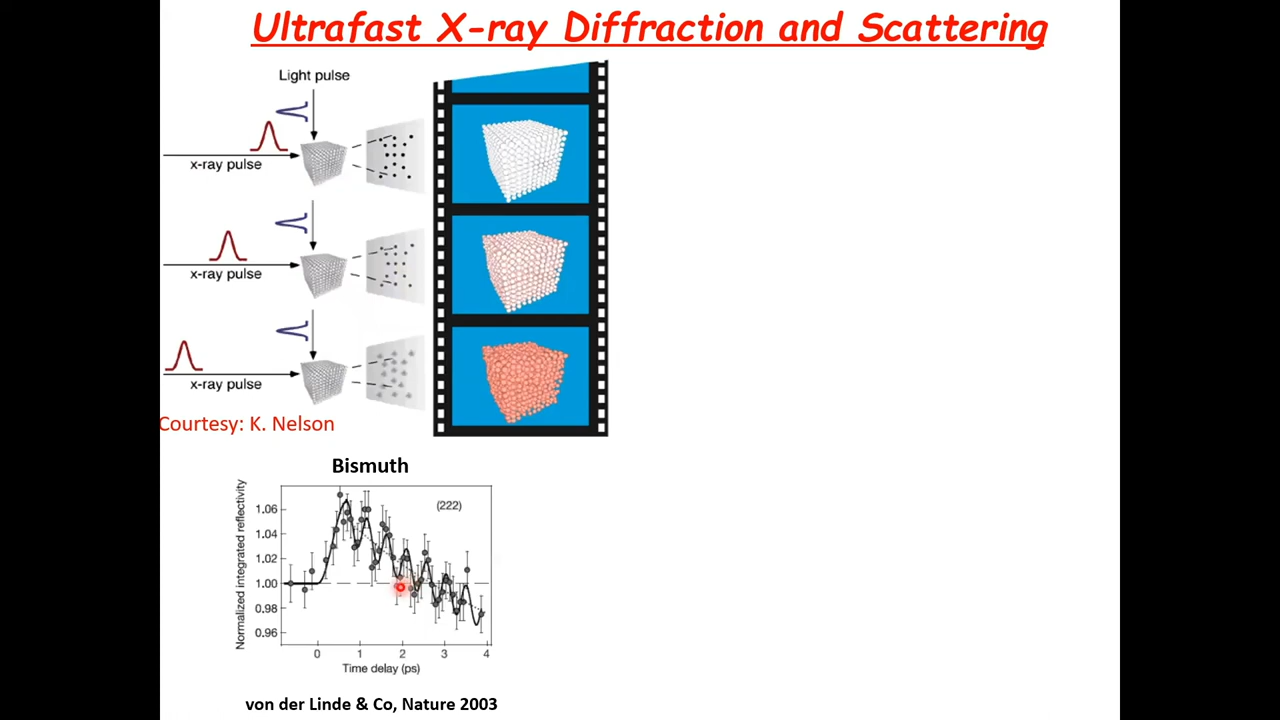 Ultrafast X-ray Diffraction and Scattering
Light pulse
x-ray pulse
x-ray pulse
x-ray pulse
Courtesy: K. Nelson
Bismuth
(222)
Normalized integrated reflectivity
1.06
1.04
1.02
1.00
0.98
0.96
0 1 2 3 4
Time delay (ps)
von der Linde & Co, Nature 2003